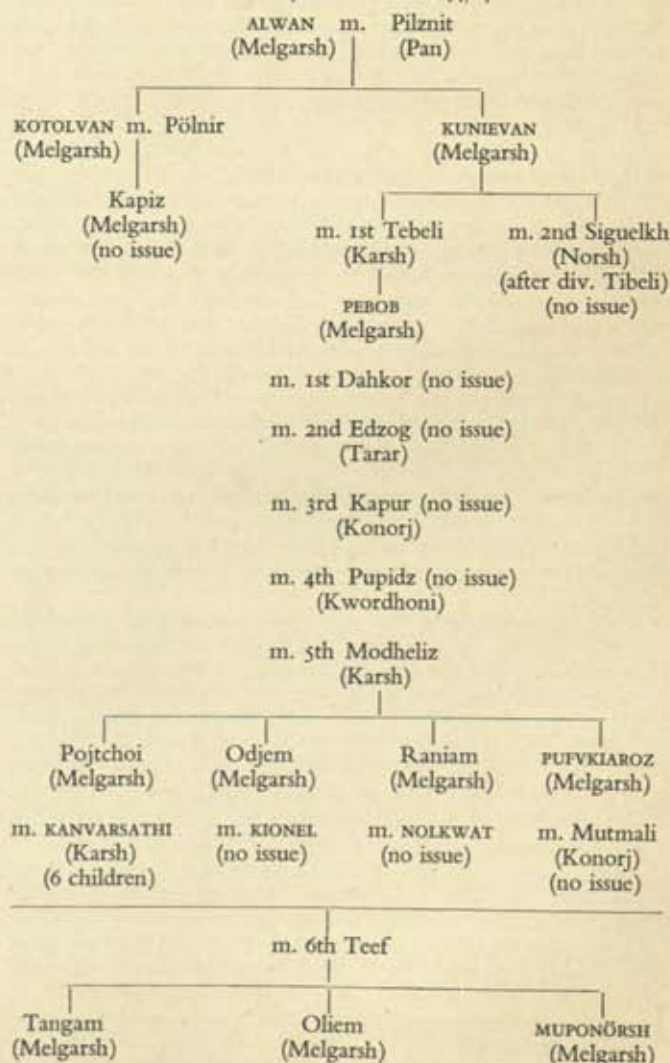 ALWAN m. Pilznit
(Melgarsh) (Pan)
KOTOLVAN m. Pölnir KUNIEVAN
(Melgarsh) (Melgarsh)
Kapiz
(Melgarsh)
(no issue)
m. 1st Tebeli m. 2nd Siguelkh
(Karsh) (Norsh)
(after div. Tibeli)
(no issue)
PEBOB
(Melgarsh)
m. 1st Dahkor (no issue)
m. 2nd Edzog (no issue)
(Tarar)
m. 3rd Kapur (no issue)
(Konorj)
m. 4th Pupidz (no issue)
(Kwordhoni)
m. 5th Modheliz
(Karsh)
Pojtchoi Odjem Raniam PUFVKIAROZ
(Melgarsh) (Melgarsh) (Melgarsh) (Melgarsh)
m. KANVARSATHI m. KIONEL m. NOLKWAT m. Mutmali
(Karsh) (no issue) (no issue) (Konorj)
(6 children) (no issue)
m. 6th Teef
Tangam Oliem MUPONÖRSH
(Melgarsh) (Melgarsh) (Melgarsh)